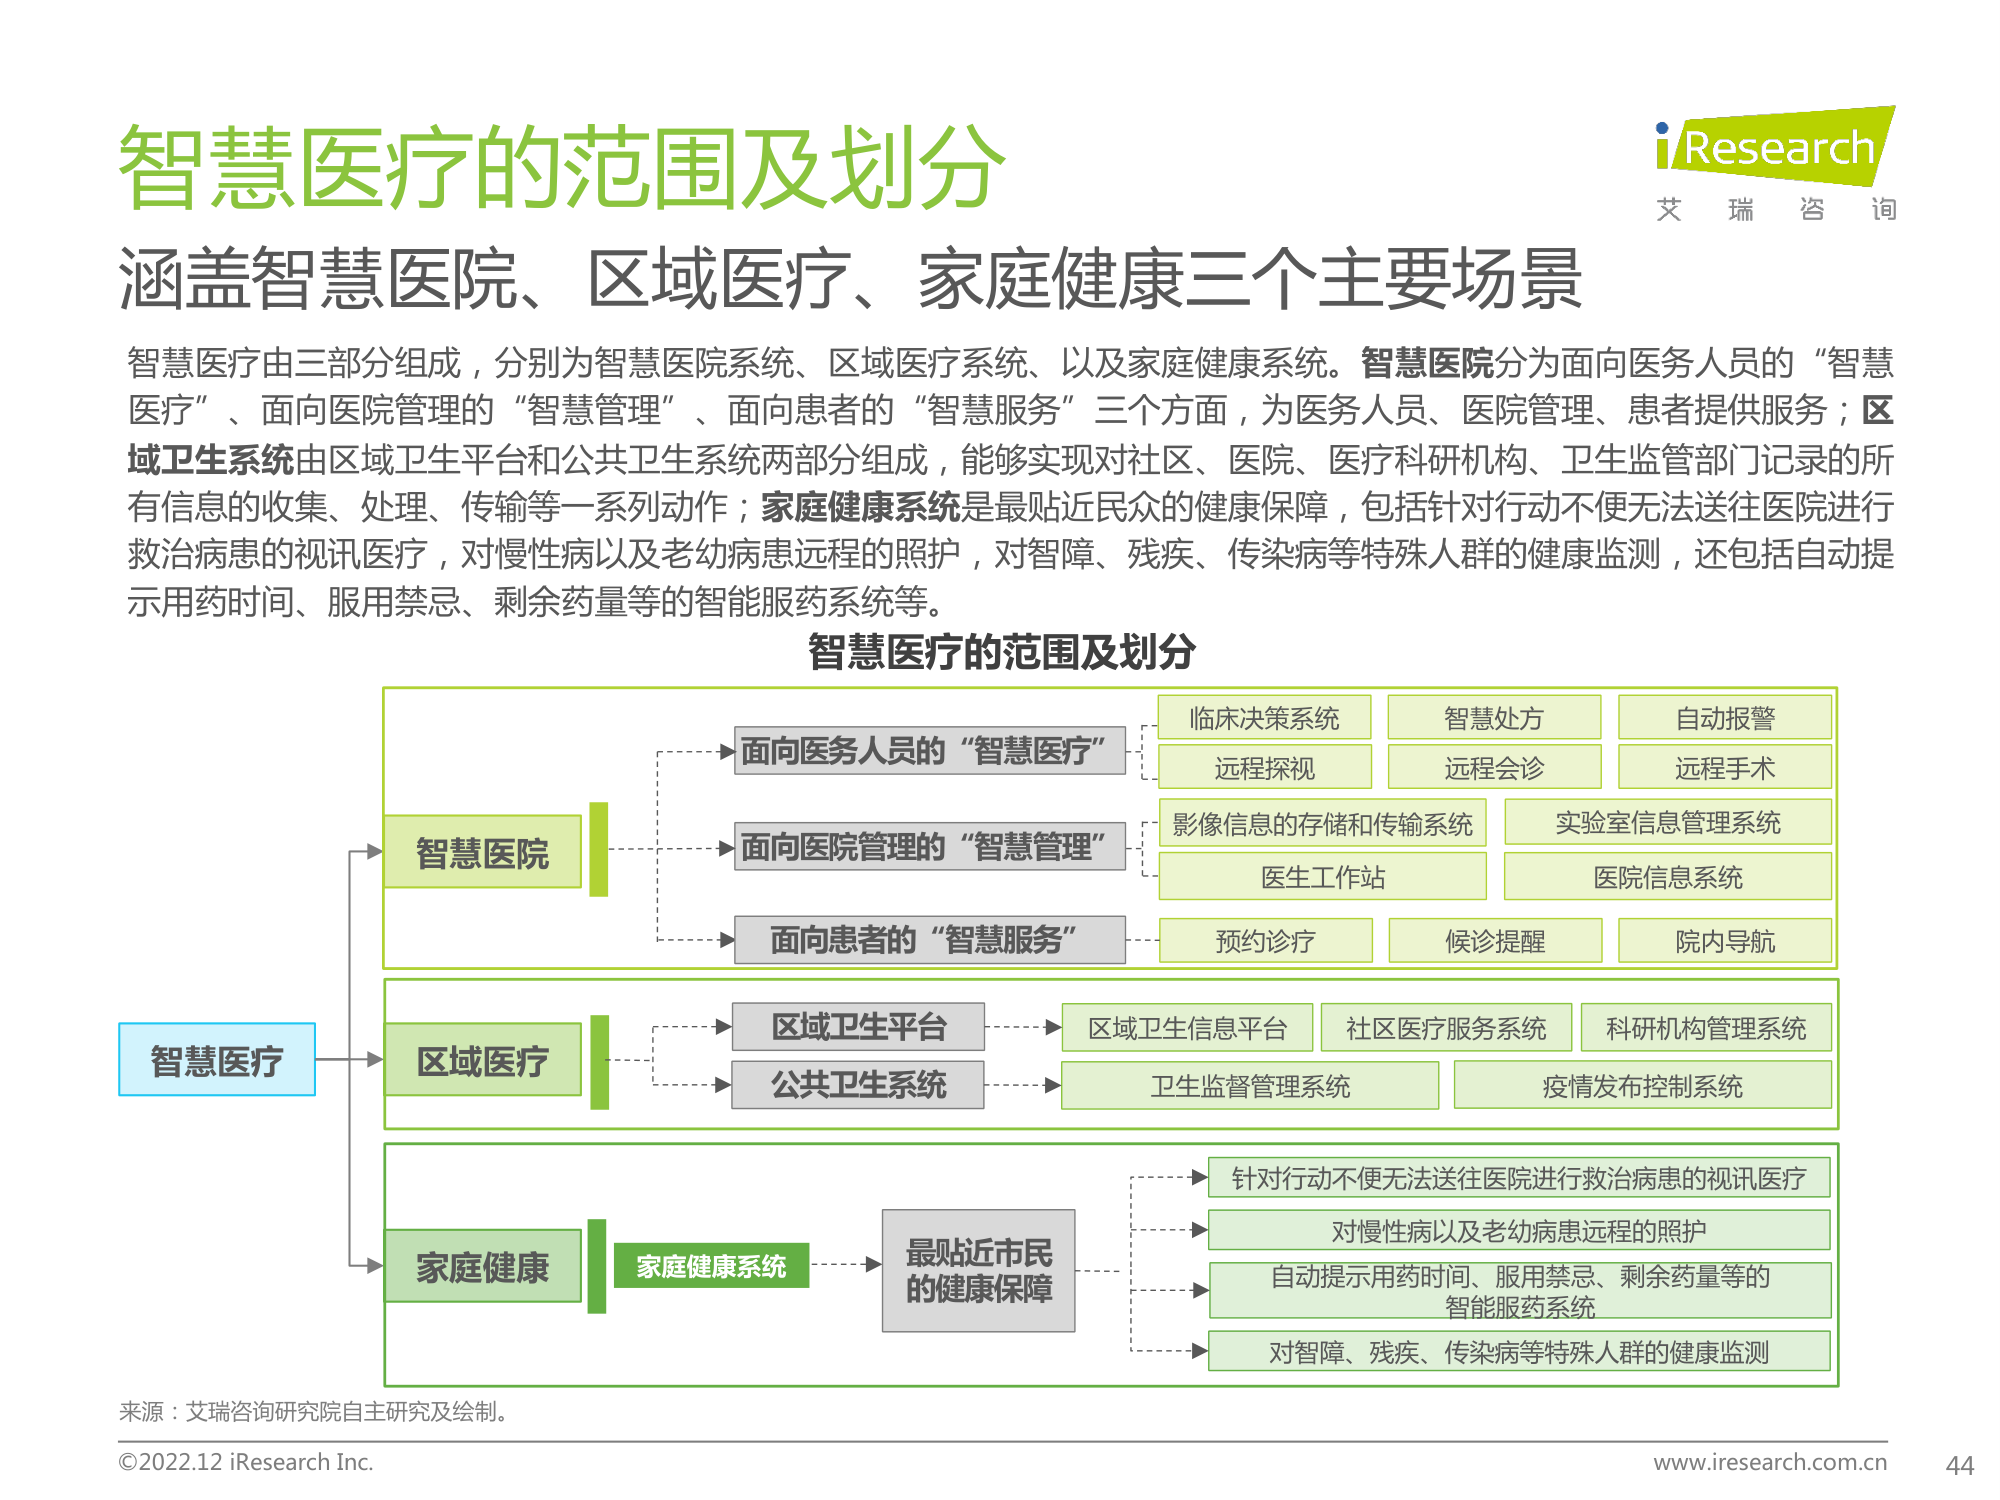 智慧医疗的范围及划分
iResearch
艾瑞咨询
涵盖智慧医院、区域医疗、家庭健康三个主要场景
智慧医疗由三部分组成，分别为智慧医院系统、区域医疗系统、以及家庭健康系统。智慧医院分为面向医务人员的“智慧
医疗”、面向医院管理的“智慧管理”、面向患者的“智慧服务”三个方面，为医务人员、医院管理、患者提供服务；区
域卫生系统由区域卫生平台和公共卫生系统两部分组成，能够实现对社区、医院、医疗科研机构、卫生监管部门记录的所
有信息的收集、处理、传输等一系列动作；家庭健康系统是最贴近民众的健康保障，包括针对行动不便无法送往医院进行
救治病患的视讯医疗，对慢性病以及老幼病患远程的照护，对智障、残疾、传染病等特殊人群的健康监测，还包括自动提
示用药时间、服用禁忌、剩余药量等的智能服药系统等。
智慧医疗的范围及划分
智慧医疗
智慧医院
面向医务人员的“智慧医疗”
临床决策系统
智慧处方
自动报警
远程探视
远程会诊
远程手术
面向医院管理的“智慧管理”
影像信息的存储和传输系统
实验室信息管理系统
医生工作站
医院信息系统
面向患者的“智慧服务”
预约诊疗
候诊提醒
院内导航
区域医疗
区域卫生平台
区域卫生信息平台
社区医疗服务系统
科研机构管理系统
公共卫生系统
卫生监督管理系统
疫情发布控制系统
家庭健康
家庭健康系统
最贴近市民
的健康保障
针对行动不便无法送往医院进行救治病患的视讯医疗
对慢性病以及老幼病患远程的照护
自动提示用药时间、服用禁忌、剩余药量等的
智能服药系统
对智障、残疾、传染病等特殊人群的健康监测
来源：艾瑞咨询研究院自主研究及绘制。
©2022.12 iResearch Inc.
www.iresearch.com.cn
44